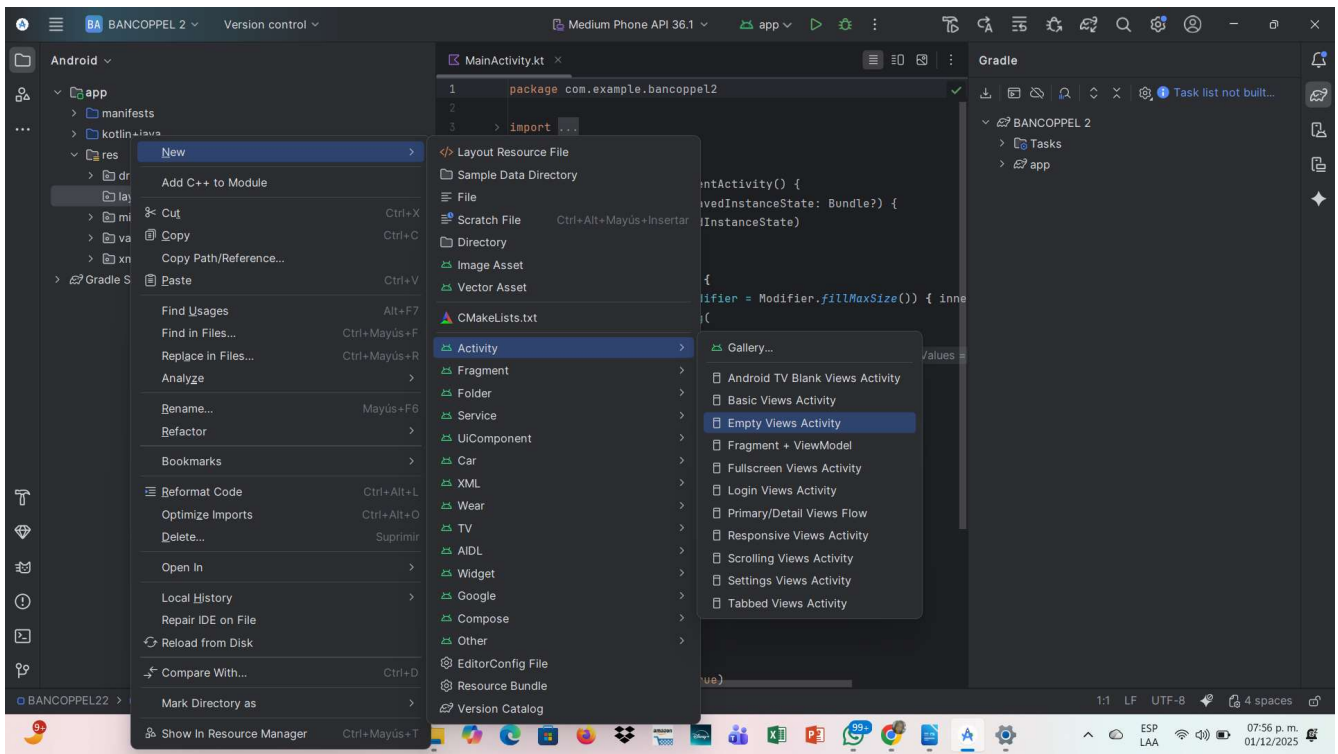 BA BANCOPPEL 2 Version control Medium Phone API 36.1 app
Android
app
manifests
kotlin+java
res
Gradle S
New
Add C++ to Module
Cut Ctrl+X
Copy Ctrl+C
Copy Path/Reference...
Paste Ctrl+V
Find Usages Alt+F7
Find in Files... Ctrl+Mayús+F
Replace in Files... Ctrl+Mayús+R
Analyze
Rename... Mayús+F6
Refactor
Bookmarks
Reformat Code Ctrl+Alt+L
Optimize Imports Ctrl+Alt+O
Delete... Suprimir
Open In
Local History
Repair IDE on File
Reload from Disk
Compare With... Ctrl+D
Mark Directory as
Show In Resource Manager Ctrl+Mayús+T
MainActivity.kt
1 package com.example.bancoppel2
2
3 import ...
entActivity() {
avedInstanceState: Bundle?) {
InstanceState)
{
ifier = Modifier.fillMaxSize()) { inne
(
Values =
ue)
Layout Resource File
Sample Data Directory
File
Scratch File Ctrl+Alt+Mayús+Insertar
Directory
Image Asset
Vector Asset
CMakeLists.txt
Activity
Fragment
Folder
Service
UiComponent
Car
XML
Wear
TV
AIDL
Widget
Google
Compose
Other
EditorConfig File
Resource Bundle
Version Catalog
Gallery...
Android TV Blank Views Activity
Basic Views Activity
Empty Views Activity
Fragment + ViewModel
Fullscreen Views Activity
Login Views Activity
Primary/Detail Views Flow
Responsive Views Activity
Scrolling Views Activity
Settings Views Activity
Tabbed Views Activity
Gradle
Task list not built...
BANCOPPEL 2
Tasks
app
BANCOPPEL22 1:1 LF UTF-8 4 spaces
9+ 99+
ESP
LAA
07:56 p. m.
01/12/2025